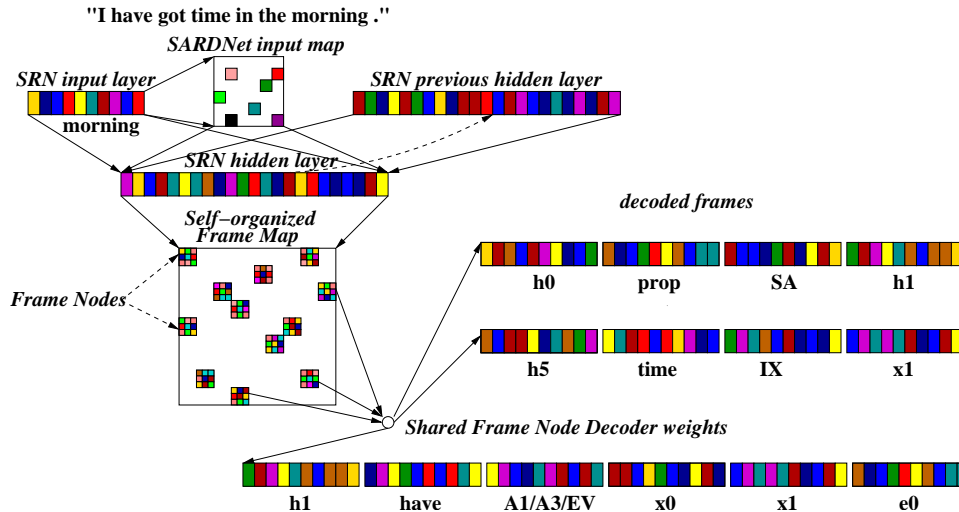 "I have got time in the morning ."
SARDNet input map
SRN input layer
SRN previous hidden layer
morning
SRN hidden layer
Self-organized
Frame Map
decoded frames
Frame Nodes
h0 prop SA h1
h5 time IX x1
Shared Frame Node Decoder weights
h1 have A1/A3/EV x0 x1 e0